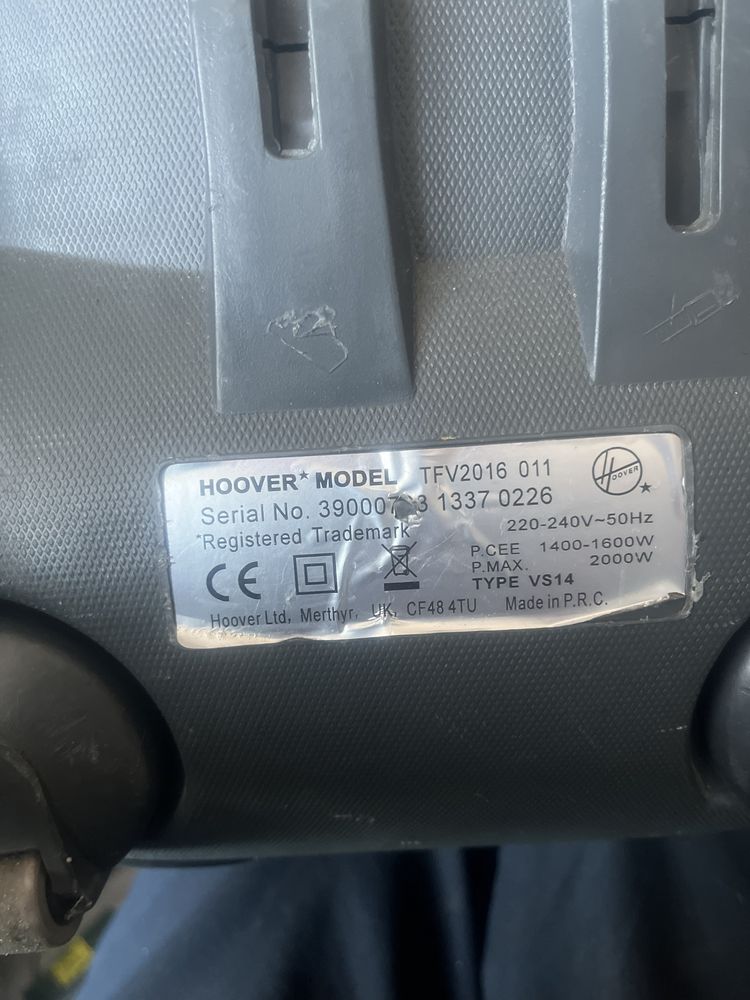 HOOVER* MODEL TFV2016 011
HOOVER
Serial No. 1337 0226
*Registered Trademark
220-240V~50Hz
P.CEE 1400-1600W
P.MAX. 2000W
CE
TYPE VS14
Hoover Ltd, Merthyr, UK, CF48 4TU Made in P.R.C.